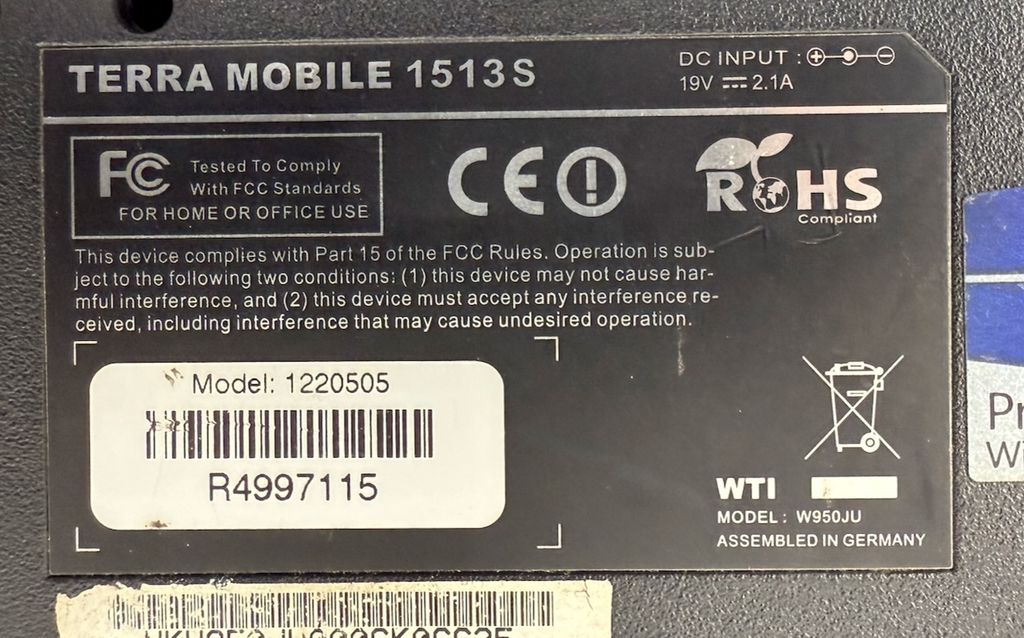 TERRA MOBILE 1513S
DC INPUT :
19V 2.1A
FC Tested To Comply
With FCC Standards
FOR HOME OR OFFICE USE
CE
ROHS
Compliant
This device complies with Part 15 of the FCC Rules. Operation is sub-
ject to the following two conditions: (1) this device may not cause har-
mful interference, and (2) this device must accept any interference re-
ceived, including interference that may cause undesired operation.
Model: 1220505
R4997115
WTI
MODEL : W950JU
ASSEMBLED IN GERMANY